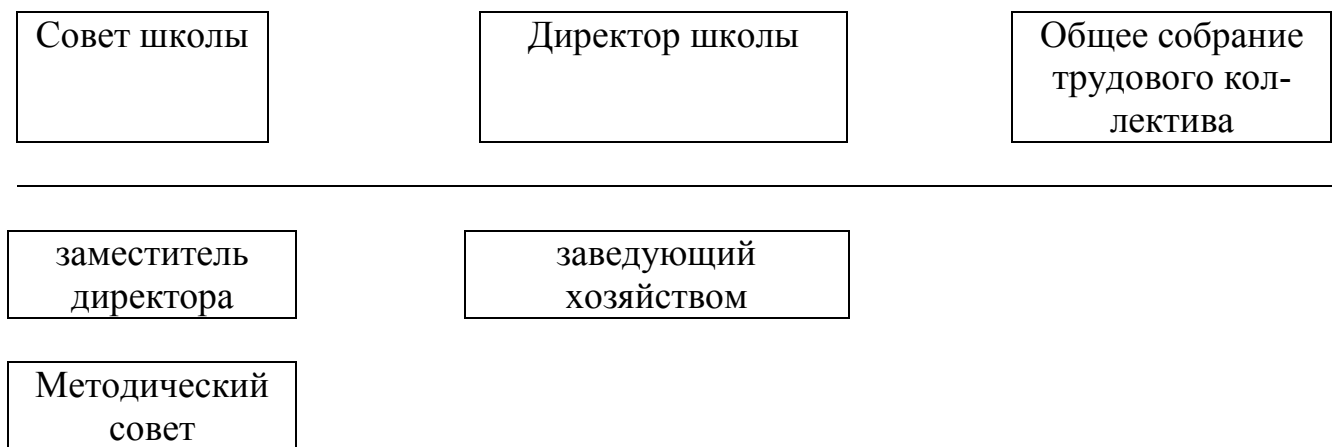 Совет школы
Директор школы
Общее собрание
трудового кол-
лектива
заместитель
директора
заведующий
хозяйством
Методический
совет